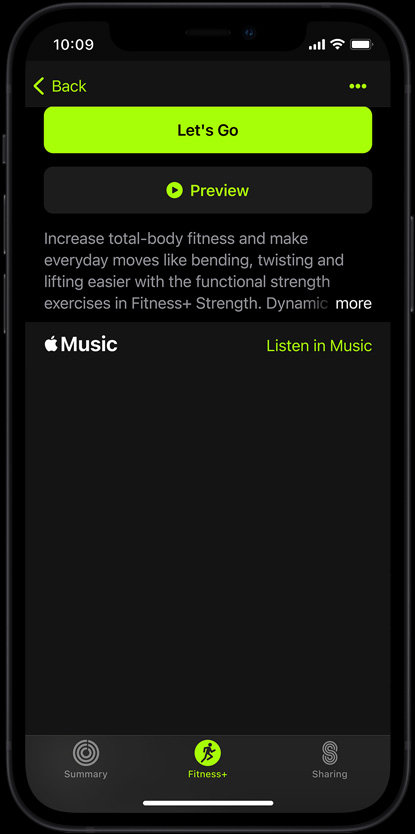 10:09
Back
Let's Go
Preview
Increase total-body fitness and make
everyday moves like bending, twisting and
lifting easier with the functional strength
exercises in Fitness+ Strength. Dynamic more
Music Listen in Music
Summary Fitness+ Sharing